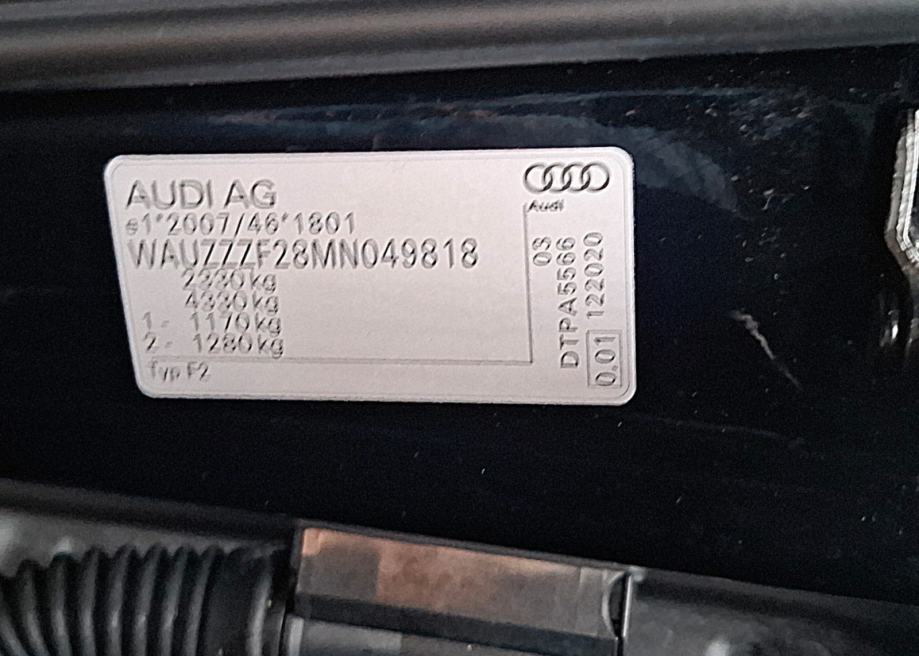 AUDI AG
e1*2007/46*1801
WAUZZZF28MN049818
2330kg
4330kg
1- 1170kg
2- 1280kg
Typ F2
Audi
03
DTPA5566
122020
0.01